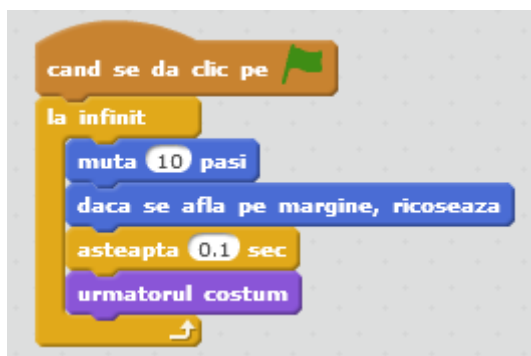 cand se da clic pe
la infinit
muta 10 pasi
daca se afla pe margine, ricoseaza
asteapta 0.1 sec
urmatorul costum